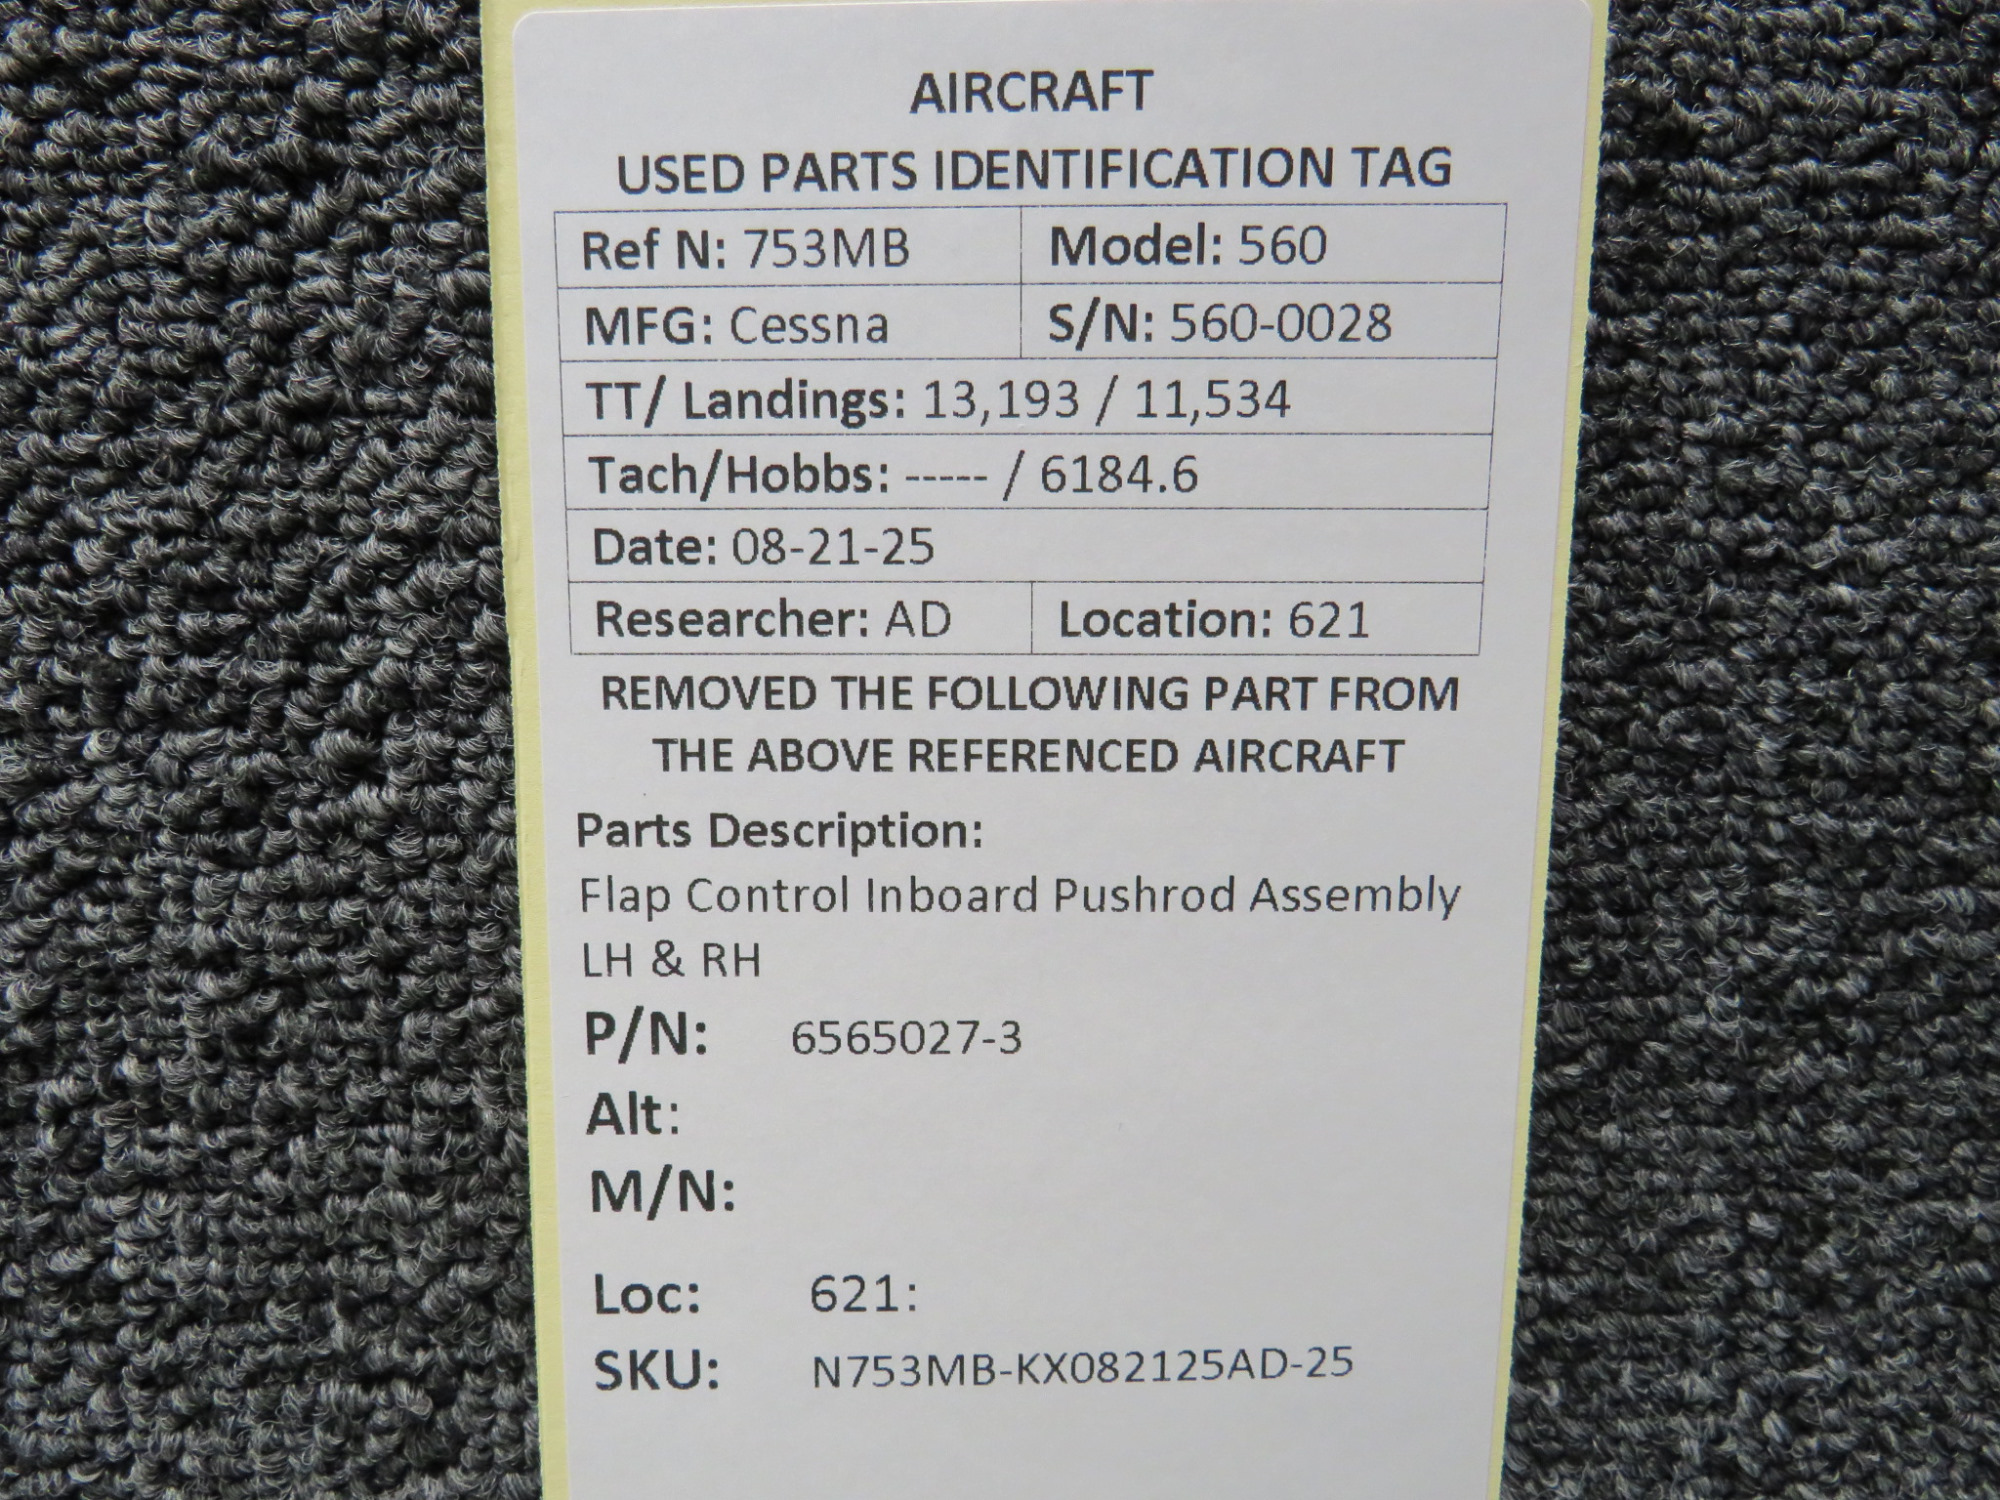 AIRCRAFT
USED PARTS IDENTIFICATION TAG
Ref N: 753MB Model: 560
MFG: Cessna S/N: 560-0028
TT/ Landings: 13,193 / 11,534
Tach/Hobbs: ----- / 6184.6
Date: 08-21-25
Researcher: AD Location: 621
REMOVED THE FOLLOWING PART FROM
THE ABOVE REFERENCED AIRCRAFT
Parts Description:
Flap Control Inboard Pushrod Assembly
LH & RH
P/N: 6565027-3
Alt:
M/N:
Loc: 621:
SKU: N753MB-KX082125AD-25